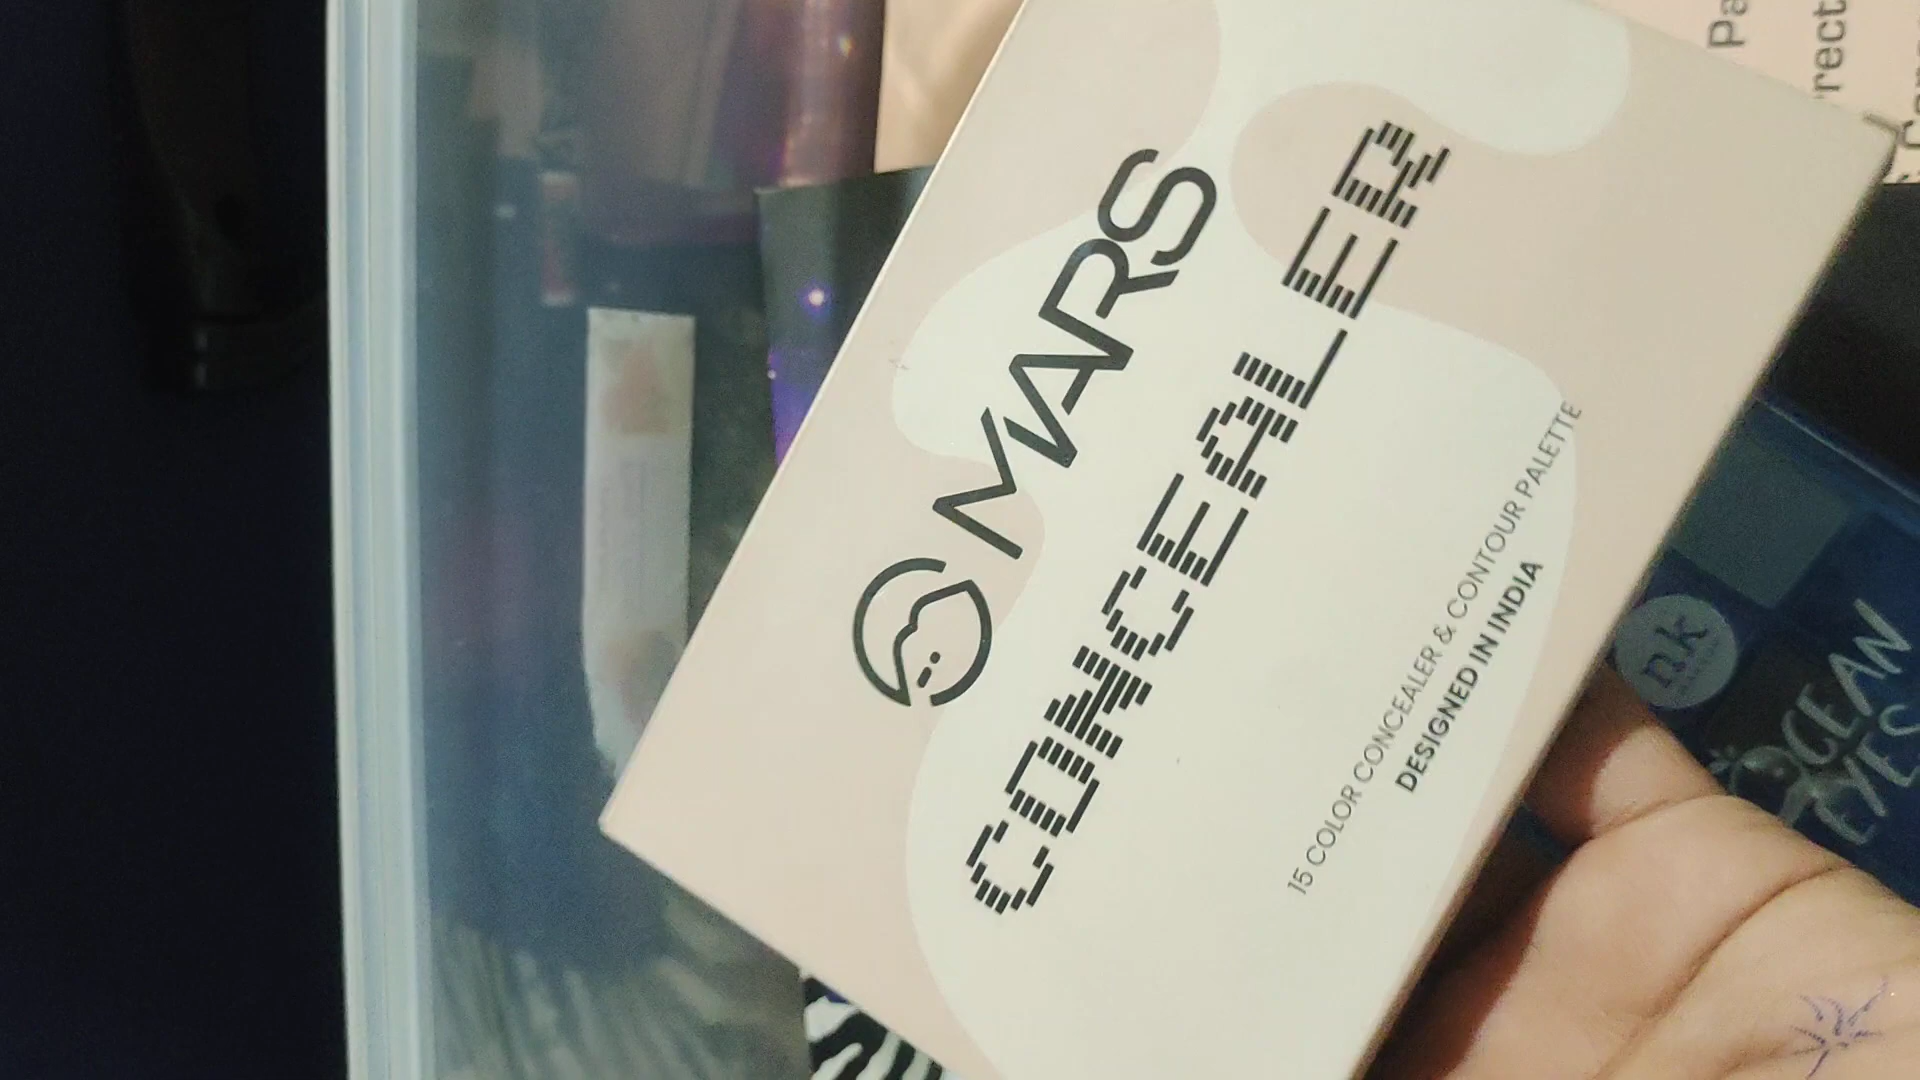 MARS
CONCEALER
15 COLOR CONCEALER & CONTOUR PALETTE
DESIGNED IN INDIA
nk
OCEAN
EYES